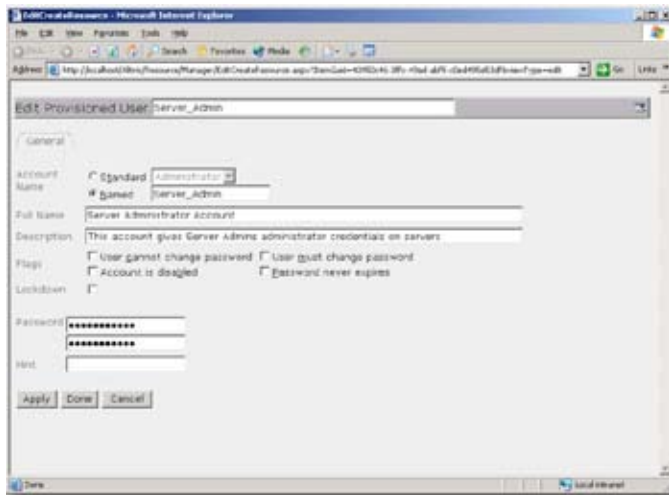 EditCreateResource - Microsoft Internet Explorer
File Edit View Favorites Tools Help
Search Favorites Media
Address Go Links
Edit Provisioned User Server_Admin
General
Account Name
Standard Administrator
Named Server_Admin
Full Name Server Administrator Account
Description This account gives Server Admins administrator credentials on servers
Flags
User cannot change password User must change password
Account is disabled Password never expires
Lockdown
Password
Hint
Apply Done Cancel
Done Local intranet